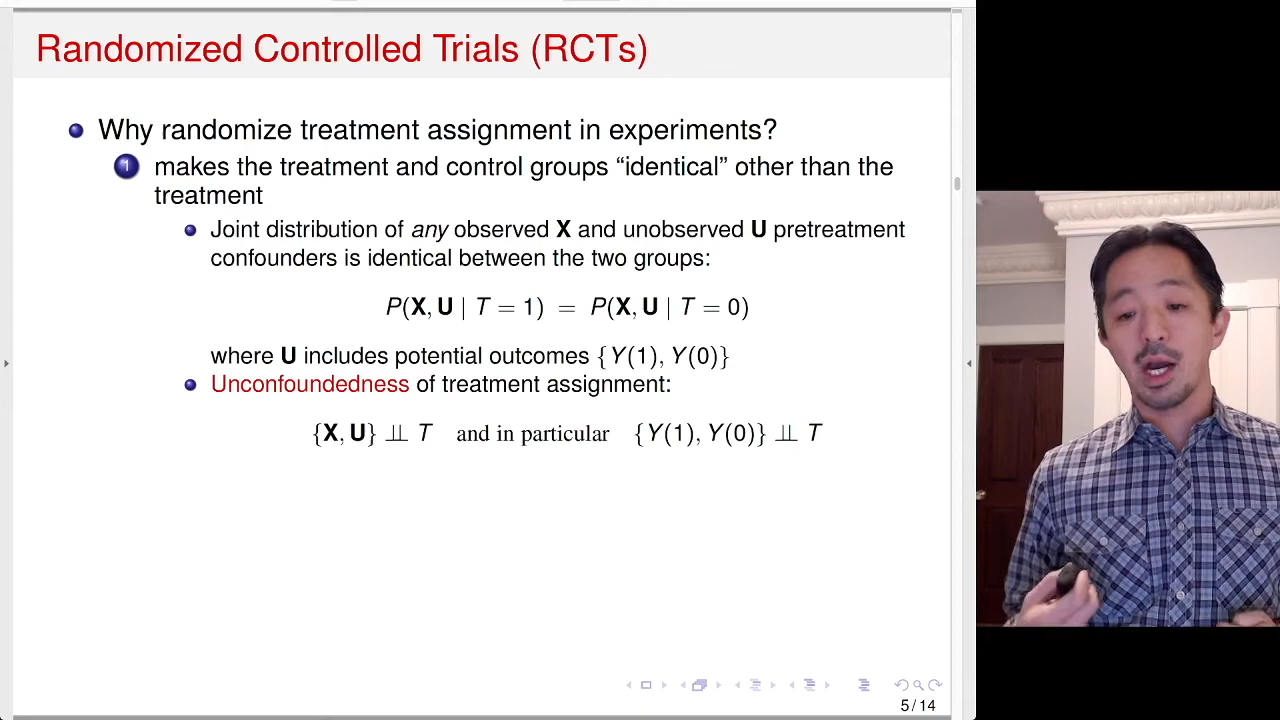 Randomized Controlled Trials (RCTs)
Why randomize treatment assignment in experiments?
1 makes the treatment and control groups “identical” other than the
treatment
Joint distribution of any observed X and unobserved U pretreatment
confounders is identical between the two groups:
P(X, U | T = 1) = P(X, U | T = 0)
where U includes potential outcomes {Y(1), Y(0)}
Unconfoundedness of treatment assignment:
{X, U} ⊥⊥ T and in particular {Y(1), Y(0)} ⊥⊥ T
5 / 14